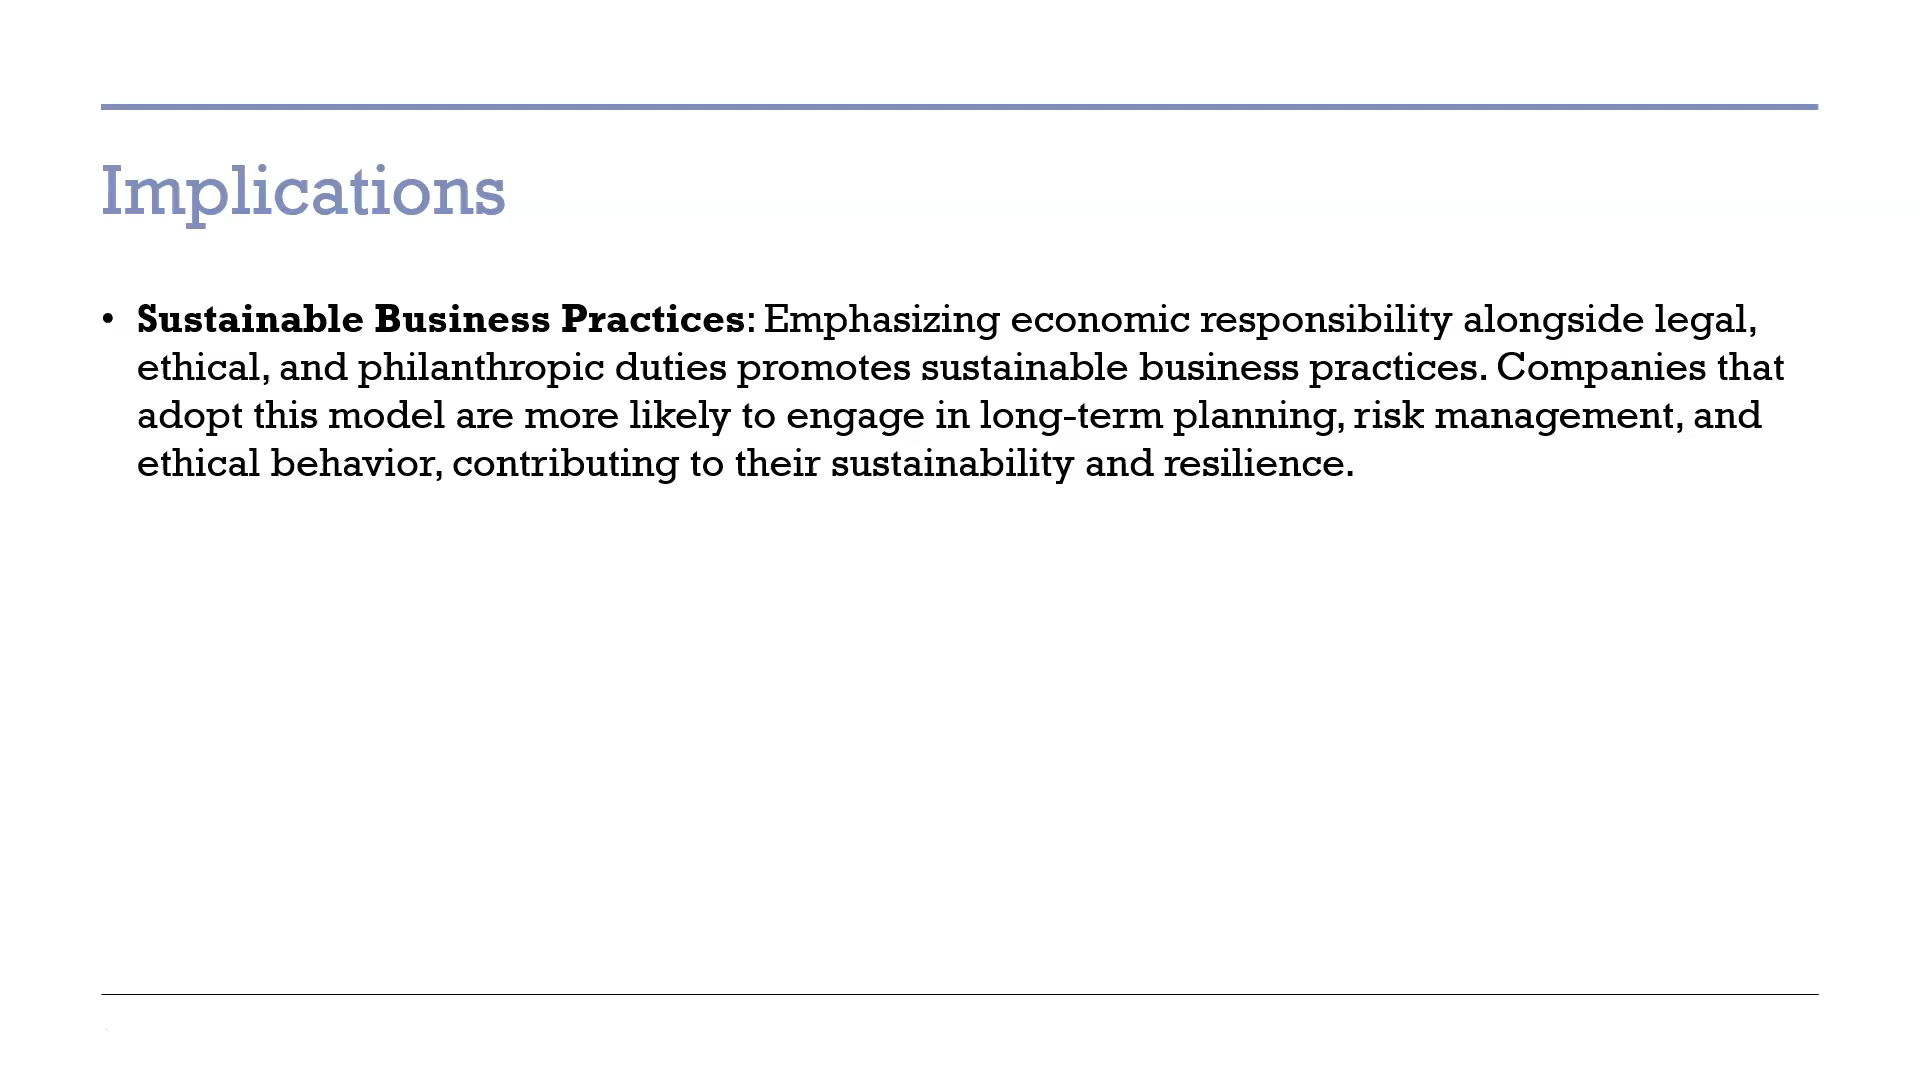 Implications
• Sustainable Business Practices: Emphasizing economic responsibility alongside legal,
ethical, and philanthropic duties promotes sustainable business practices. Companies that
adopt this model are more likely to engage in long-term planning, risk management, and
ethical behavior, contributing to their sustainability and resilience.